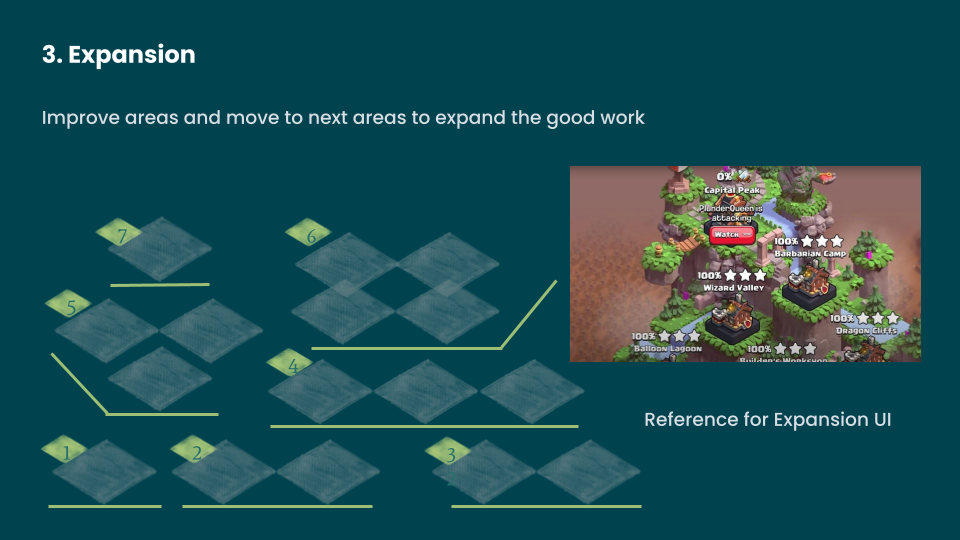 3. Expansion
Improve areas and move to next areas to expand the good work
0%
Capital Peak
PlunderQueen is
attacking
Watch
100%
Barbarian Camp
100%
Wizard Valley
100%
Dragon Cliffs
100%
Balloon Lagoon
100%
Builder's Workshop
7
6
5
4
Reference for Expansion UI
1
2
3